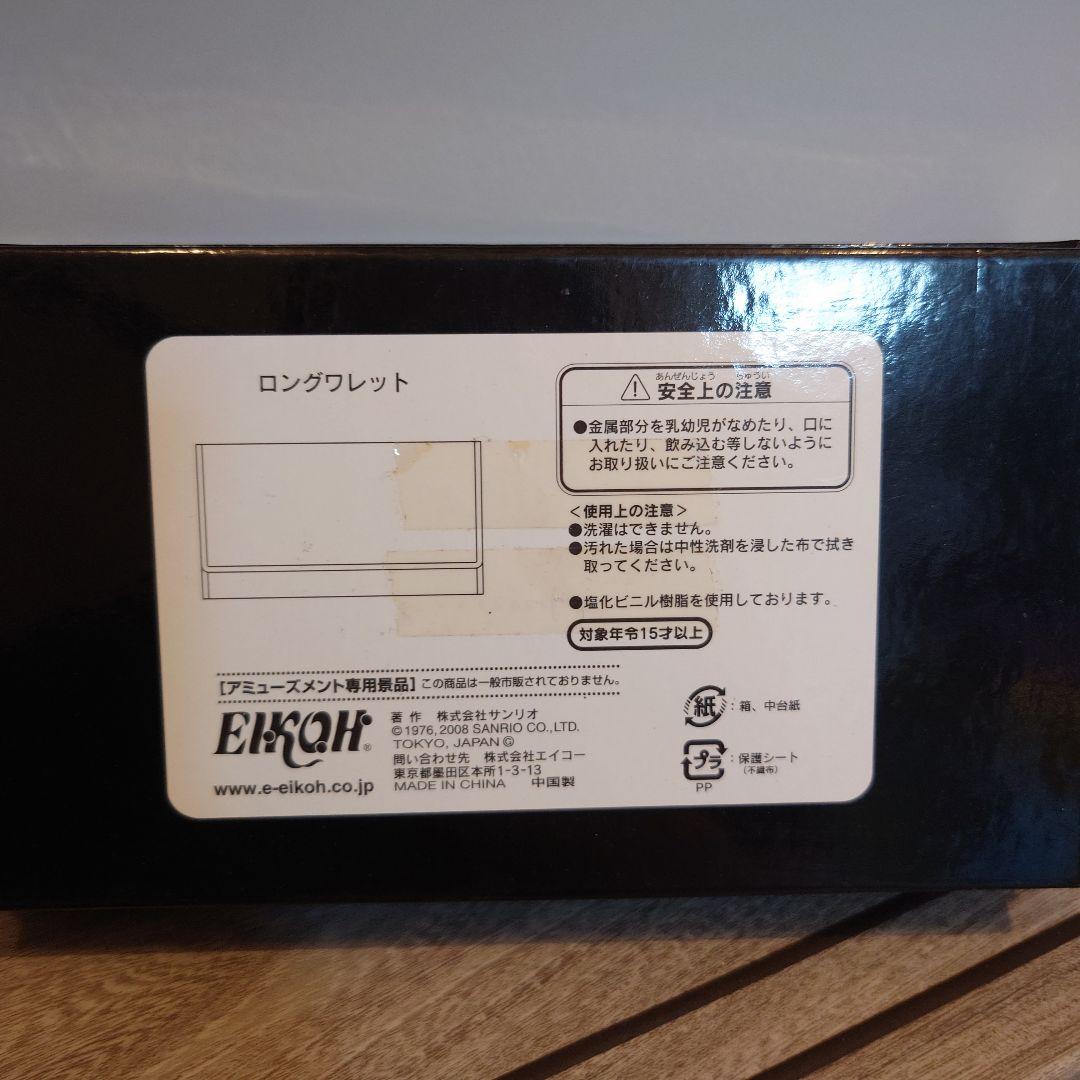 ロングワレット
あんぜんじょう ちゅうい
安全上の注意
●金属部分を乳幼児がなめたり、口に
入れたり、飲み込む等しないように
お取り扱いにご注意ください。
＜使用上の注意＞
●洗濯はできません。
●汚れた場合は中性洗剤を浸した布で拭き
取ってください。
●塩化ビニル樹脂を使用しております。
対象年令15才以上
【アミューズメント専用景品】この商品は一般市販されておりません。
EIKOH®
www.e-eikoh.co.jp
著 作 株式会社サンリオ
©1976, 2008 SANRIO CO., LTD.
TOKYO, JAPAN Ⓖ
問い合わせ先 株式会社エイコー
東京都墨田区本所1-3-13
MADE IN CHINA 中国製
紙：箱、中台紙
プラ：保護シート
（不織布）
PP